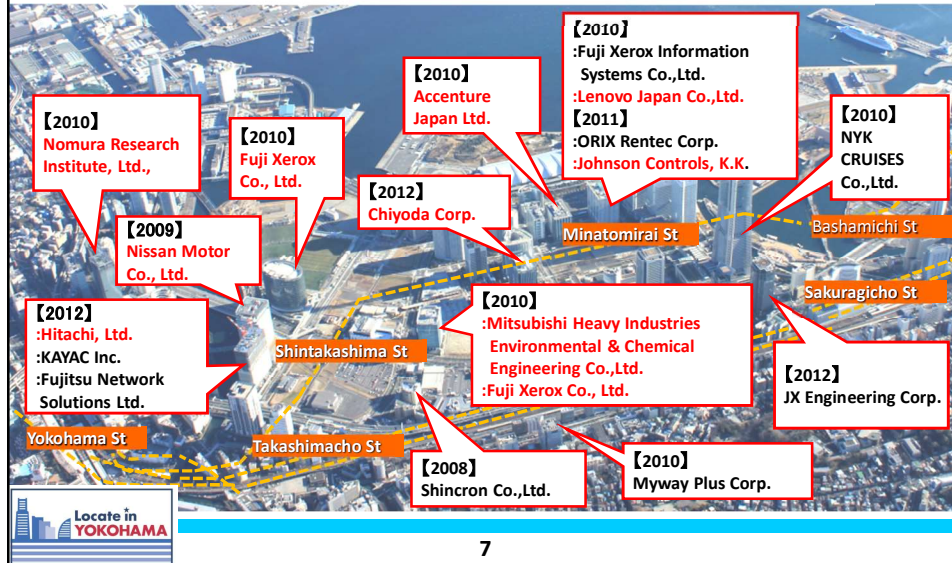 【2010】
:Fuji Xerox Information
Systems Co.,Ltd.
:Lenovo Japan Co.,Ltd.
【2011】
:ORIX Rentec Corp.
:Johnson Controls, K.K.
【2010】
Accenture
Japan Ltd.
【2010】
NYK
CRUISES
Co.,Ltd.
【2010】
Nomura Research
Institute, Ltd.,
【2010】
Fuji Xerox
Co., Ltd.
【2012】
Chiyoda Corp.
【2009】
Nissan Motor
Co., Ltd.
Minatomirai St
Bashamichi St
Sakuragicho St
【2012】
:Hitachi, Ltd.
:KAYAC Inc.
:Fujitsu Network
Solutions Ltd.
Shintakashima St
【2010】
:Mitsubishi Heavy Industries
Environmental & Chemical
Engineering Co.,Ltd.
:Fuji Xerox Co., Ltd.
【2012】
JX Engineering Corp.
Yokohama St
Takashimacho St
【2008】
Shincron Co.,Ltd.
【2010】
Myway Plus Corp.
Locate in
YOKOHAMA
7